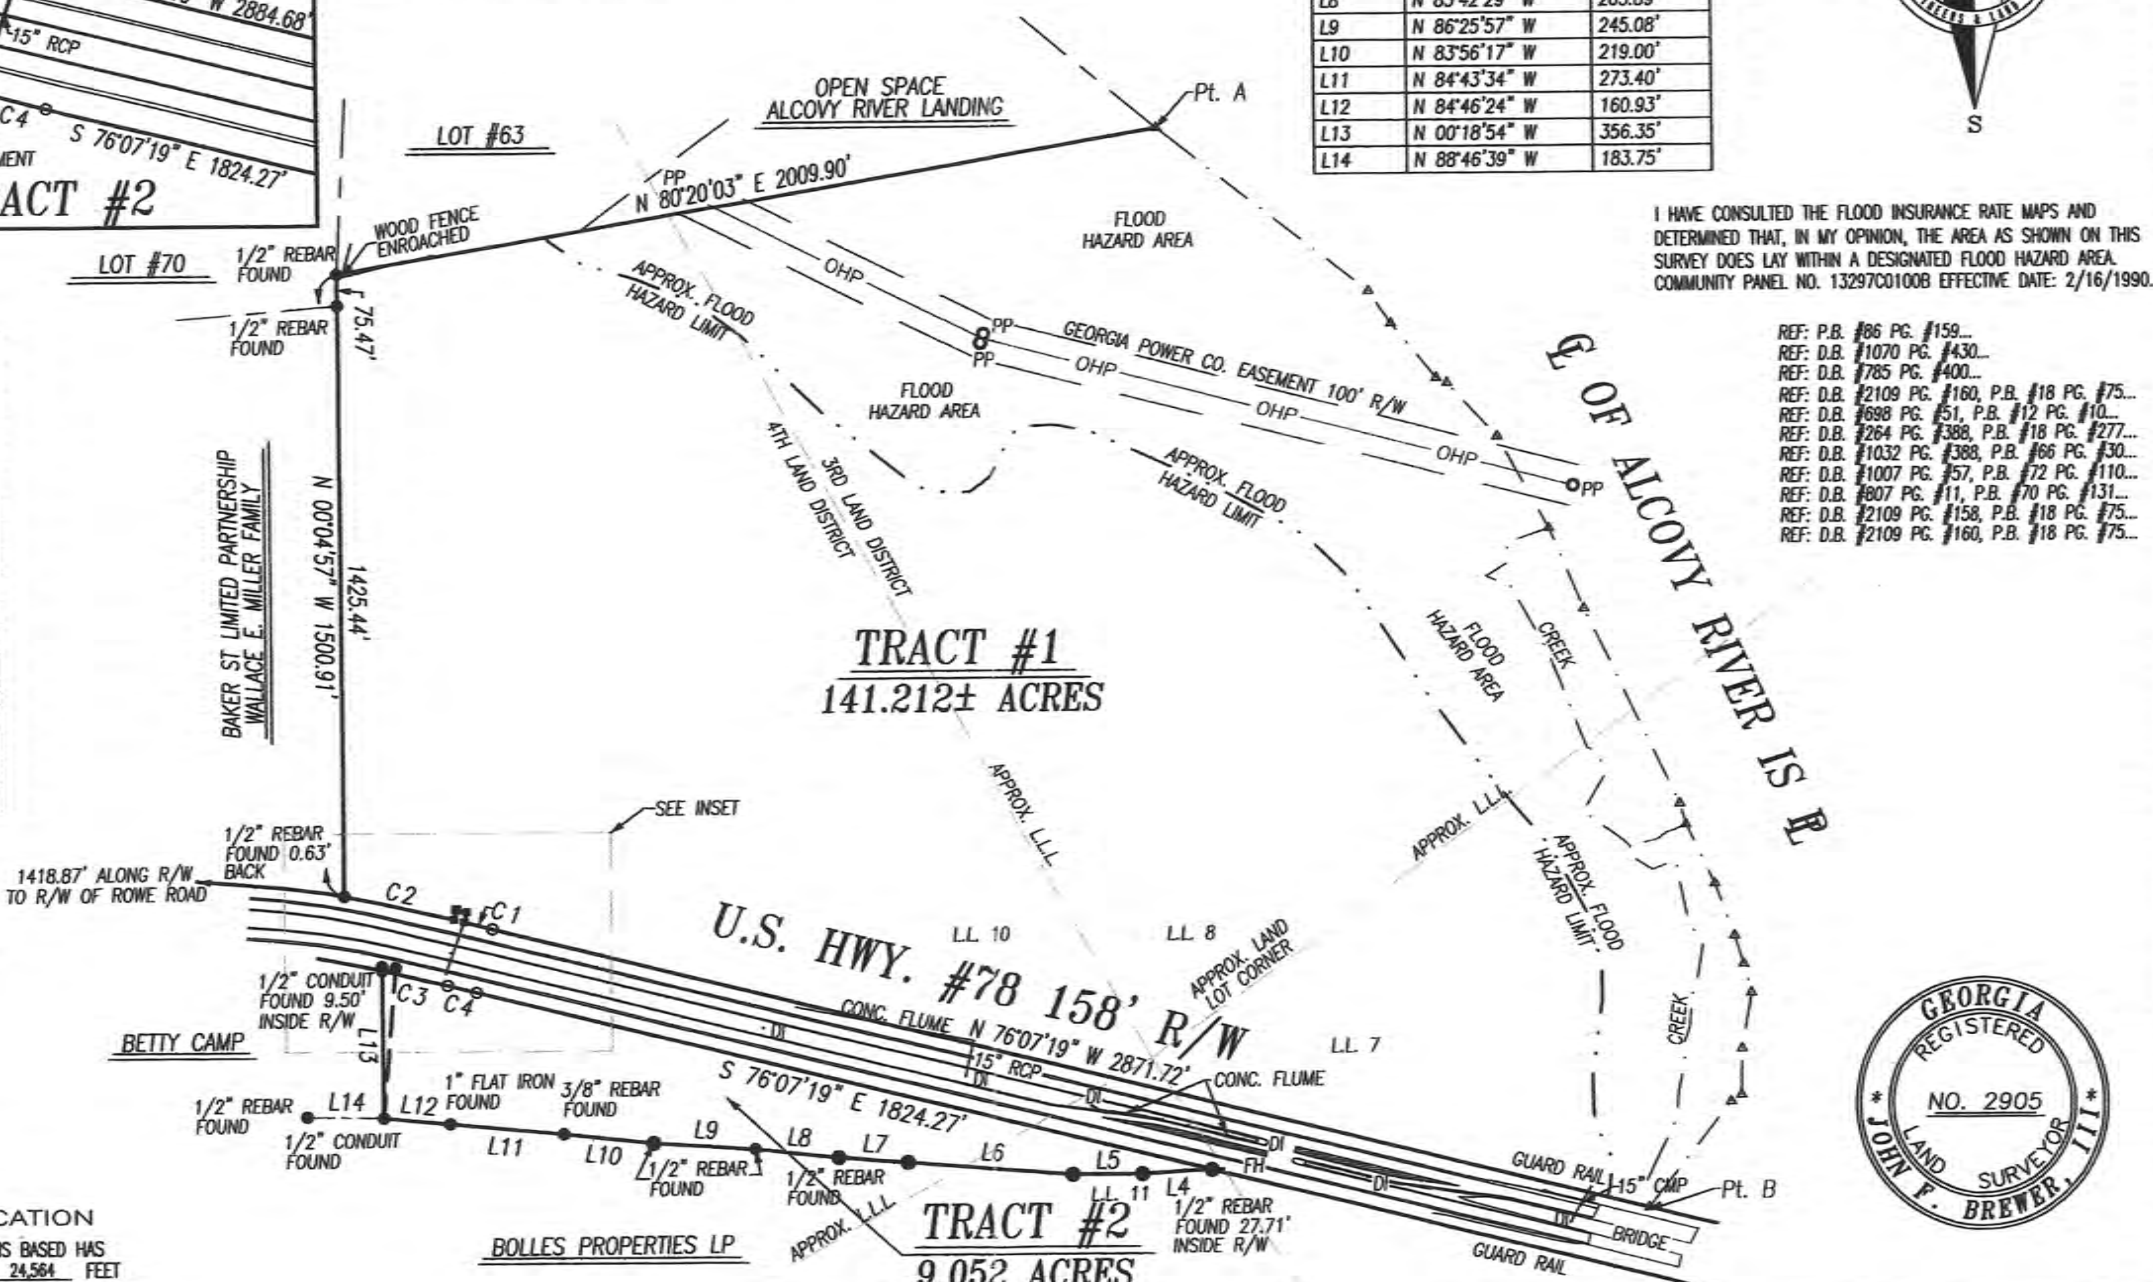 W 2884.68'
15" RCP
C4
S 76°07'19" E 1824.27'
MENT
ACT #2
LOT #63
OPEN SPACE
ALCOVY RIVER LANDING
Pt. A
PP
N 80°20'03" E 2009.90'
WOOD FENCE
ENROACHED
LOT #70
1/2" REBAR
FOUND
1/2" REBAR
FOUND
75.47'
L8 N 83°42'29" W
L9 N 86°25'57" W 245.08'
L10 N 83°56'17" W 219.00'
L11 N 84°43'34" W 273.40'
L12 N 84°46'24" W 160.93'
L13 N 00°18'54" W 356.35'
L14 N 88°46'39" W 183.75'
S
I HAVE CONSULTED THE FLOOD INSURANCE RATE MAPS AND
DETERMINED THAT, IN MY OPINION, THE AREA AS SHOWN ON THIS
SURVEY DOES LAY WITHIN A DESIGNATED FLOOD HAZARD AREA.
COMMUNITY PANEL NO. 13297C0100B EFFECTIVE DATE: 2/16/1990.
REF: P.B. #86 PG. #159...
REF: D.B. #1070 PG. #430...
REF: D.B. #785 PG. #400...
REF: D.B. #2109 PG. #160, P.B. #18 PG. #75...
REF: D.B. #698 PG. #51, P.B. #12 PG. #10...
REF: D.B. #264 PG. #388, P.B. #18 PG. #277...
REF: D.B. #1032 PG. #388, P.B. #66 PG. #30...
REF: D.B. #1007 PG. #57, P.B. #72 PG. #110...
REF: D.B. #807 PG. #11, P.B. #70 PG. #131...
REF: D.B. #2109 PG. #158, P.B. #18 PG. #75...
REF: D.B. #2109 PG. #160, P.B. #18 PG. #75...
FLOOD
HAZARD AREA
APPROX. FLOOD
HAZARD LIMIT
OHP
PP
PP
GEORGIA POWER CO. EASEMENT 100' R/W
OHP
OHP
OHP
PP
FLOOD
HAZARD AREA
4TH LAND DISTRICT
3RD LAND DISTRICT
APPROX. FLOOD
HAZARD LIMIT
℄ OF ALCOVY RIVER IS ⅊
BAKER ST LIMITED PARTNERSHIP
WALLACE E. MILLER FAMILY
N 00°04'57" W 1500.91'
1425.44'
TRACT #1
141.212± ACRES
FLOOD
HAZARD AREA
CREEK
APPROX. L.L.L.
APPROX. L.L.L.
APPROX. FLOOD
HAZARD LIMIT
SEE INSET
1/2" REBAR
FOUND 0.63'
BACK
1418.87' ALONG R/W
TO R/W OF ROWE ROAD
C2
C1
U.S. HWY. #78 158' R/W
L.L. 10
L.L. 8
APPROX. LAND
LOT CORNER
L.L. 7
CREEK
1/2" CONDUIT
FOUND 9.50'
INSIDE R/W
C3
C4
L13
BETTY CAMP
CONC. FLUME
N 76°07'19" W 2871.72'
DI
15" RCP
DI
S 76°07'19" E 1824.27'
CONC. FLUME
DI
DI
FH
DI
GUARD RAIL
15" CMP
Pt. B
DI
BRIDGE
GUARD RAIL
1/2" REBAR
FOUND
L14
1/2" CONDUIT
FOUND
L12
1" FLAT IRON
FOUND
L11
3/8" REBAR
FOUND
L10
L9
1/2" REBAR
FOUND
L8
1/2" REBAR
FOUND
L7
L6
L5
L.L. 11
L4
1/2" REBAR
FOUND 27.71'
INSIDE R/W
APPROX. L.L.L.
TRACT #2
9.052 ACRES
BOLLES PROPERTIES LP
CATION
IS BASED HAS
24,564 FEET
GEORGIA
REGISTERED
NO. 2905
LAND SURVEYOR
* JOHN F. BREWER, III *